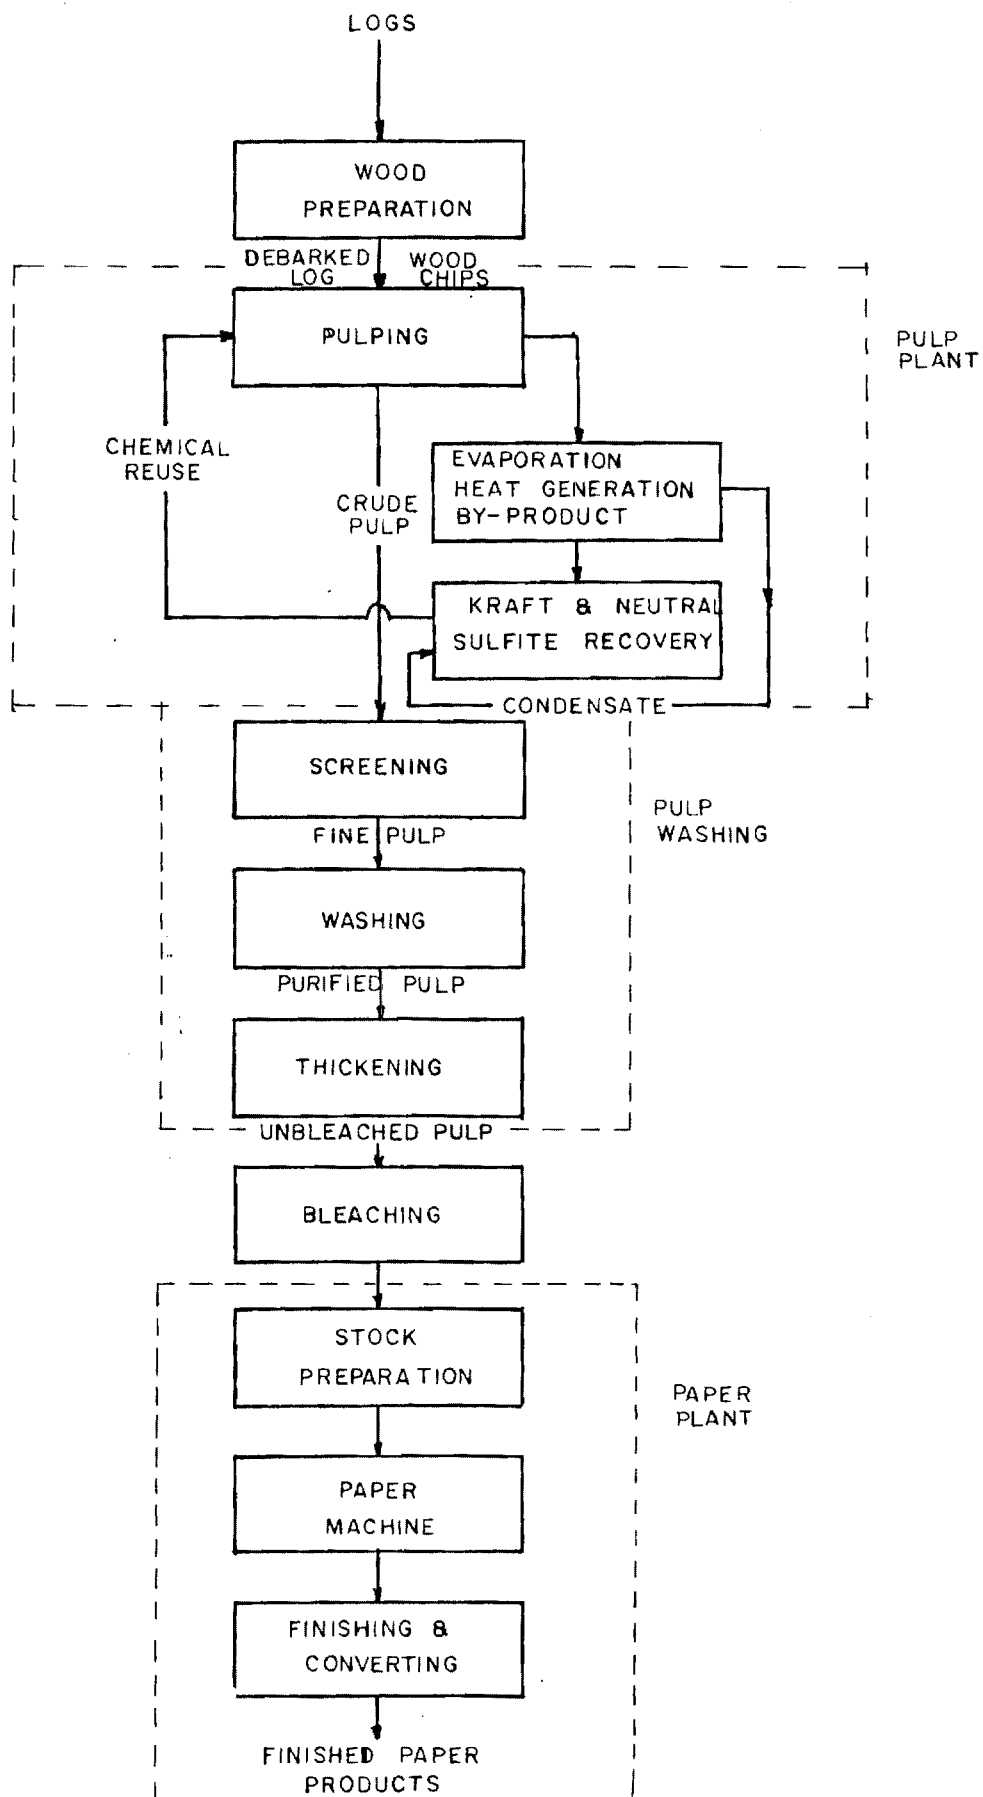 LOGS
WOOD
PREPARATION
DEBARKED
LOG
WOOD
CHIPS
PULPING
PULP
PLANT
CHEMICAL
REUSE
CRUDE
PULP
EVAPORATION
HEAT GENERATION
BY-PRODUCT
KRAFT & NEUTRAL
SULFITE RECOVERY
CONDENSATE
SCREENING
FINE PULP
PULP
WASHING
WASHING
PURIFIED PULP
THICKENING
UNBLEACHED PULP
BLEACHING
STOCK
PREPARATION
PAPER
PLANT
PAPER
MACHINE
FINISHING &
CONVERTING
FINISHED PAPER
PRODUCTS